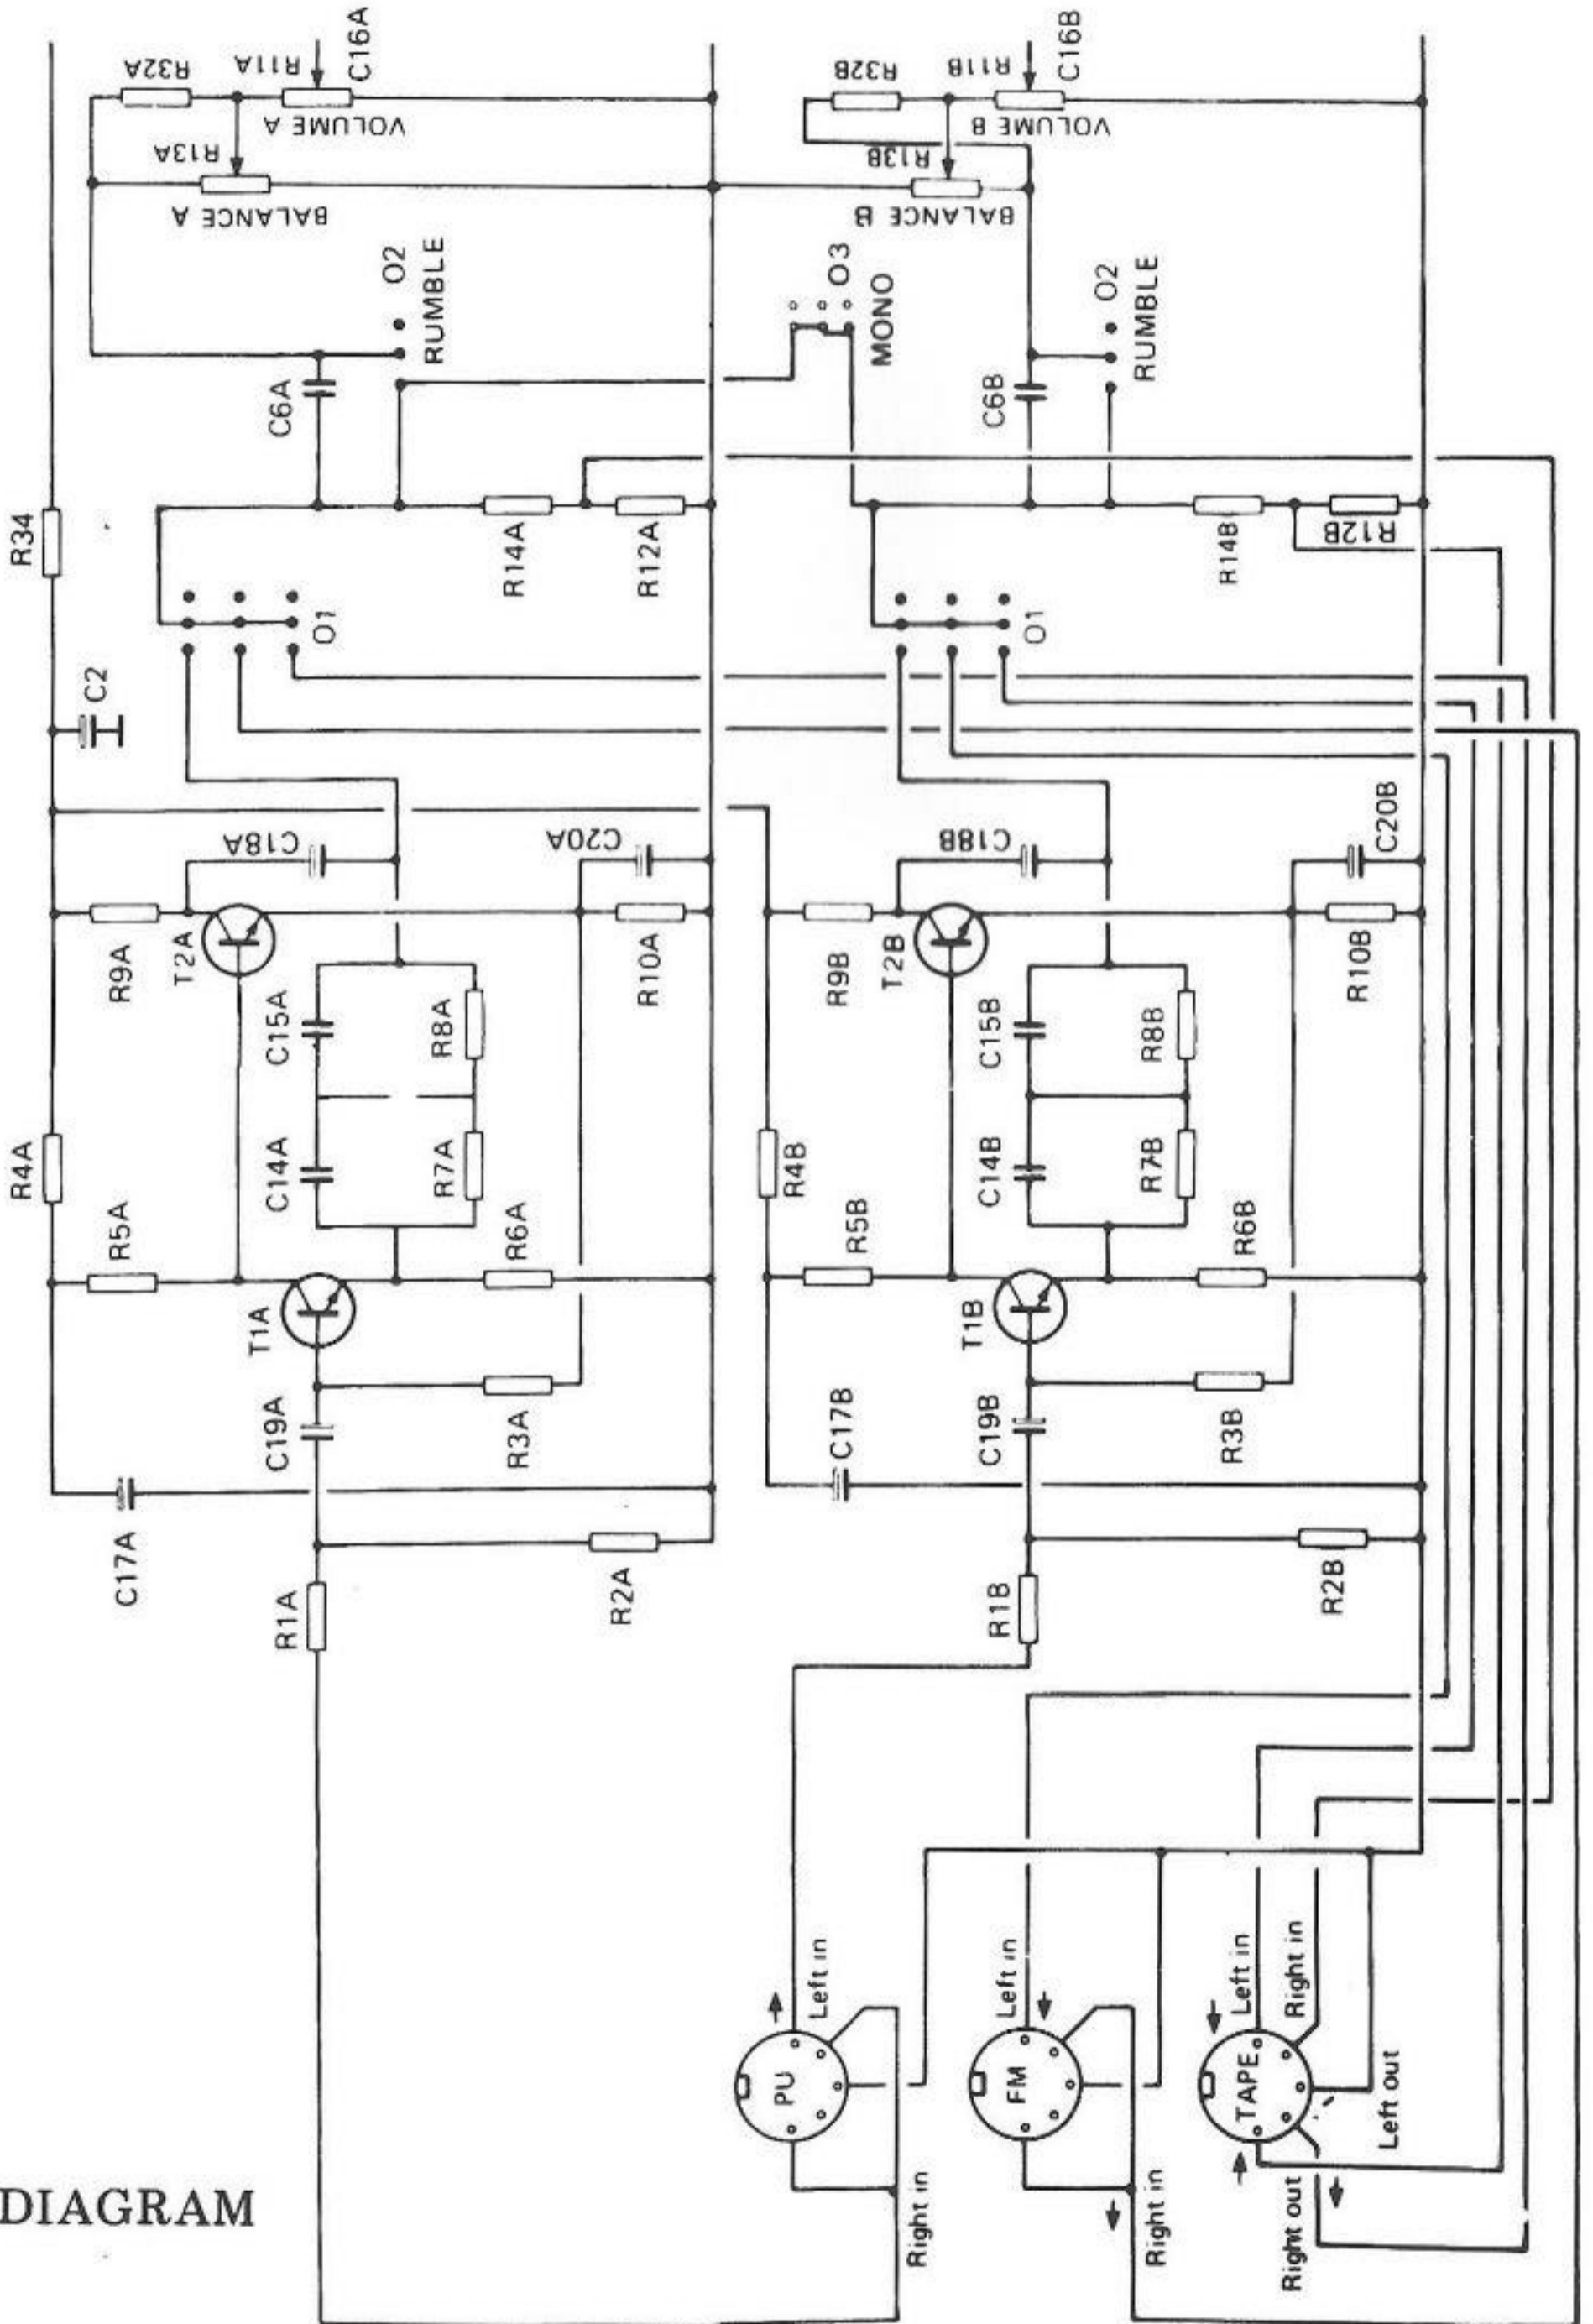 R32A
R11A
C16A
VOLUME A
R13A
BALANCE A
O2
RUMBLE
R32B
R11B
C16B
VOLUME B
R13B
BALANCE B
O3
MONO
O2
RUMBLE
C6A
C6B
R34
R14A
R12A
R14B
R12B
O1
O1
C2
C18A
C20A
C18B
C20B
R9A
T2A
R10A
R9B
T2B
R10B
C15A
R8A
C15B
R8B
R4A
C14A
R7A
R4B
C14B
R7B
R5A
R6A
R5B
R6B
T1A
T1B
C19A
R3A
C17B
C19B
R3B
C17A
R1A
R2A
R1B
R2B
Left in
PU
Right in
Left in
FM
Right in
Left in
Right in
TAPE
Left out
Right out
DIAGRAM